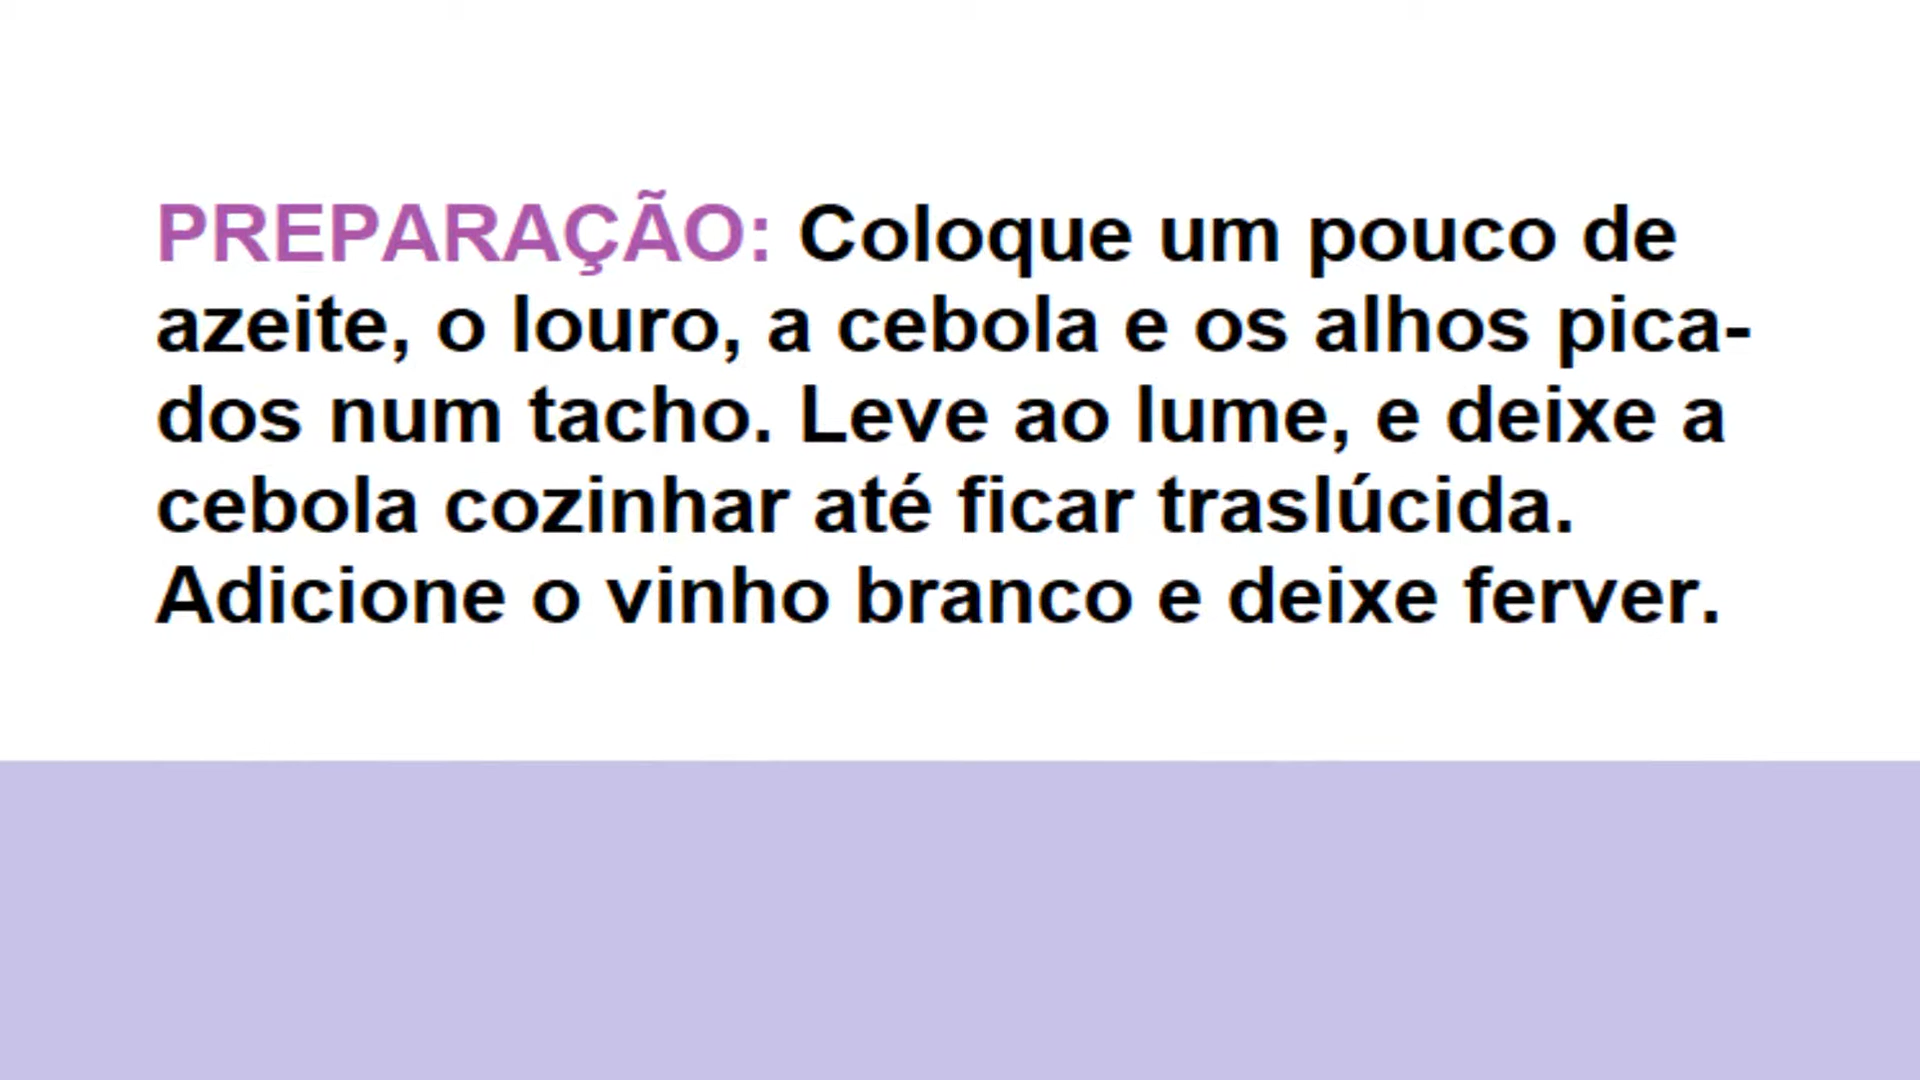 PREPARAÇÃO: Coloque um pouco de
azeite, o louro, a cebola e os alhos pica-
dos num tacho. Leve ao lume, e deixe a
cebola cozinhar até ficar traslúcida.
Adicione o vinho branco e deixe ferver.